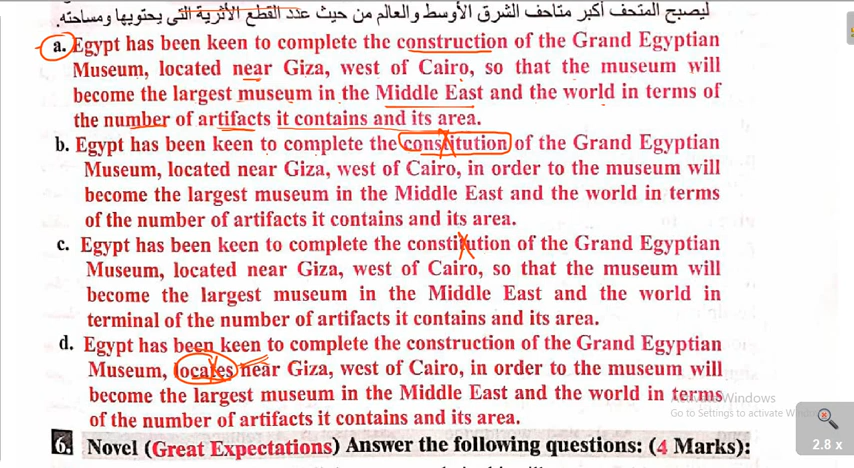 ليصبح المتحف أكبر متاحف الشرق الأوسط والعالم من حيث عدد القطع الأثرية التى يحتويها ومساحته.
a. Egypt has been keen to complete the construction of the Grand Egyptian
Museum, located near Giza, west of Cairo, so that the museum will
become the largest museum in the Middle East and the world in terms of
the number of artifacts it contains and its area.
b. Egypt has been keen to complete the constitution of the Grand Egyptian
Museum, located near Giza, west of Cairo, in order to the museum will
become the largest museum in the Middle East and the world in terms
of the number of artifacts it contains and its area.
c. Egypt has been keen to complete the constitution of the Grand Egyptian
Museum, located near Giza, west of Cairo, so that the museum will
become the largest museum in the Middle East and the world in
terminal of the number of artifacts it contains and its area.
d. Egypt has been keen to complete the construction of the Grand Egyptian
Museum, locates near Giza, west of Cairo, in order to the museum will
become the largest museum in the Middle East and the world in terms
of the number of artifacts it contains and its area.
Activate Windows
Go to Settings to activate Windows
6. Novel (Great Expectations) Answer the following questions: (4 Marks):
2.8 x